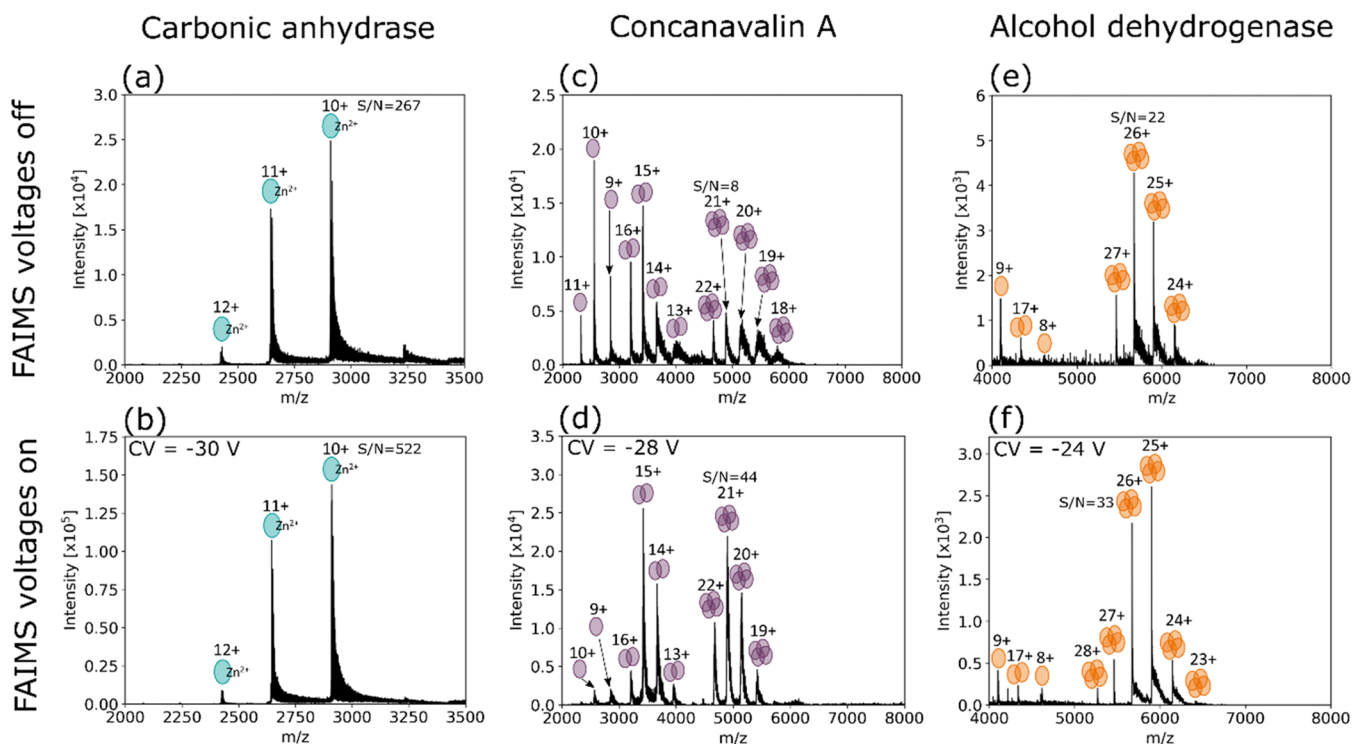 Carbonic anhydrase
Concanavalin A
Alcohol dehydrogenase
FAIMS voltages off
(a)
Intensity [x10⁴]
3.0
2.5
2.0
1.5
1.0
0.5
0.0
12+
Zn²⁺
11+
Zn²⁺
10+ S/N=267
Zn²⁺
2000 2250 2500 2750 3000 3250 3500
m/z
(c)
Intensity [x10⁴]
2.5
2.0
1.5
1.0
0.5
0.0
11+
10+
9+
16+
15+
14+
13+
22+
S/N=8
21+
20+
19+
18+
2000 3000 4000 5000 6000 7000 8000
m/z
(e)
Intensity [x10³]
6
5
4
3
2
1
0
9+
17+
8+
27+
S/N=22
26+
25+
24+
4000 5000 6000 7000 8000
m/z
FAIMS voltages on
(b)
CV = -30 V
Intensity [x10⁵]
1.75
1.50
1.25
1.00
0.75
0.50
0.25
0.00
12+
Zn²⁺
11+
Zn²⁺
10+ S/N=522
Zn²⁺
2000 2250 2500 2750 3000 3250 3500
m/z
(d)
CV = -28 V
Intensity [x10⁴]
3.5
3.0
2.5
2.0
1.5
1.0
0.5
0.0
10+
9+
16+
15+
14+
13+
22+
S/N=44
21+
20+
19+
2000 3000 4000 5000 6000 7000 8000
m/z
(f)
CV = -24 V
Intensity [x10³]
3.0
2.5
2.0
1.5
1.0
0.5
0.0
9+
17+
8+
28+
27+
S/N=33
26+
25+
24+
23+
4000 5000 6000 7000 8000
m/z